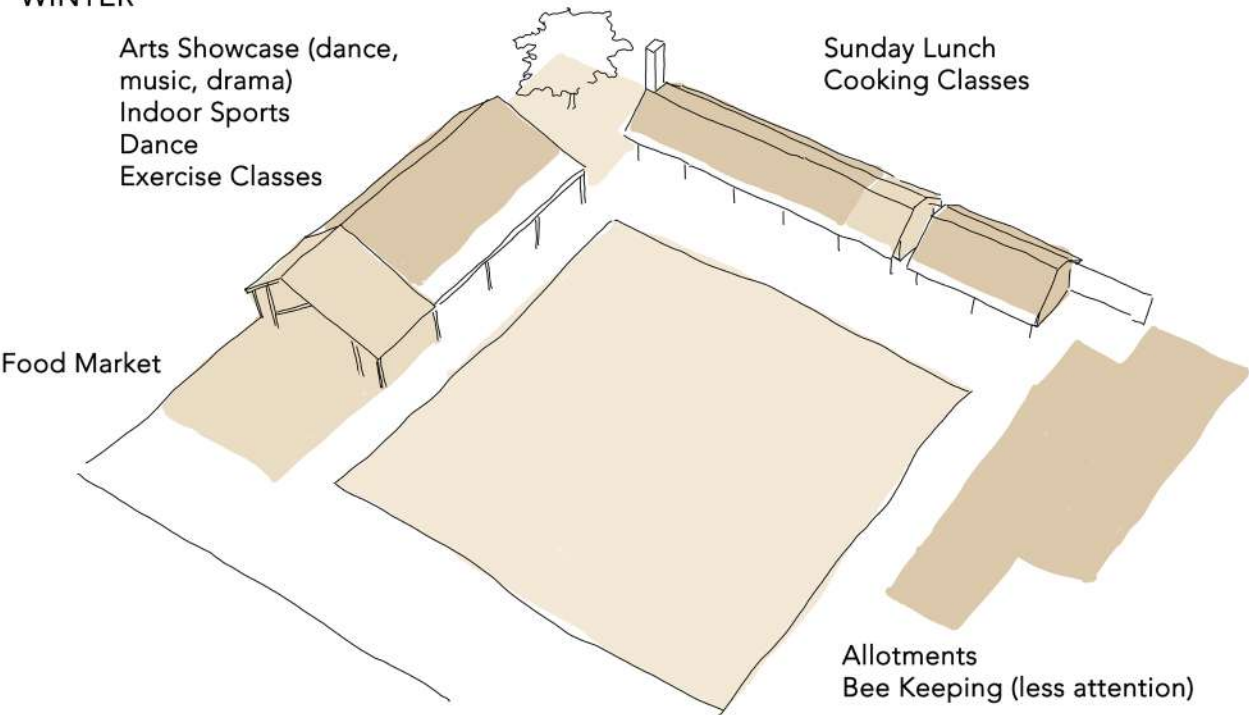 WINTER
Arts Showcase (dance,
music, drama)
Indoor Sports
Dance
Exercise Classes
Sunday Lunch
Cooking Classes
Food Market
Allotments
Bee Keeping (less attention)